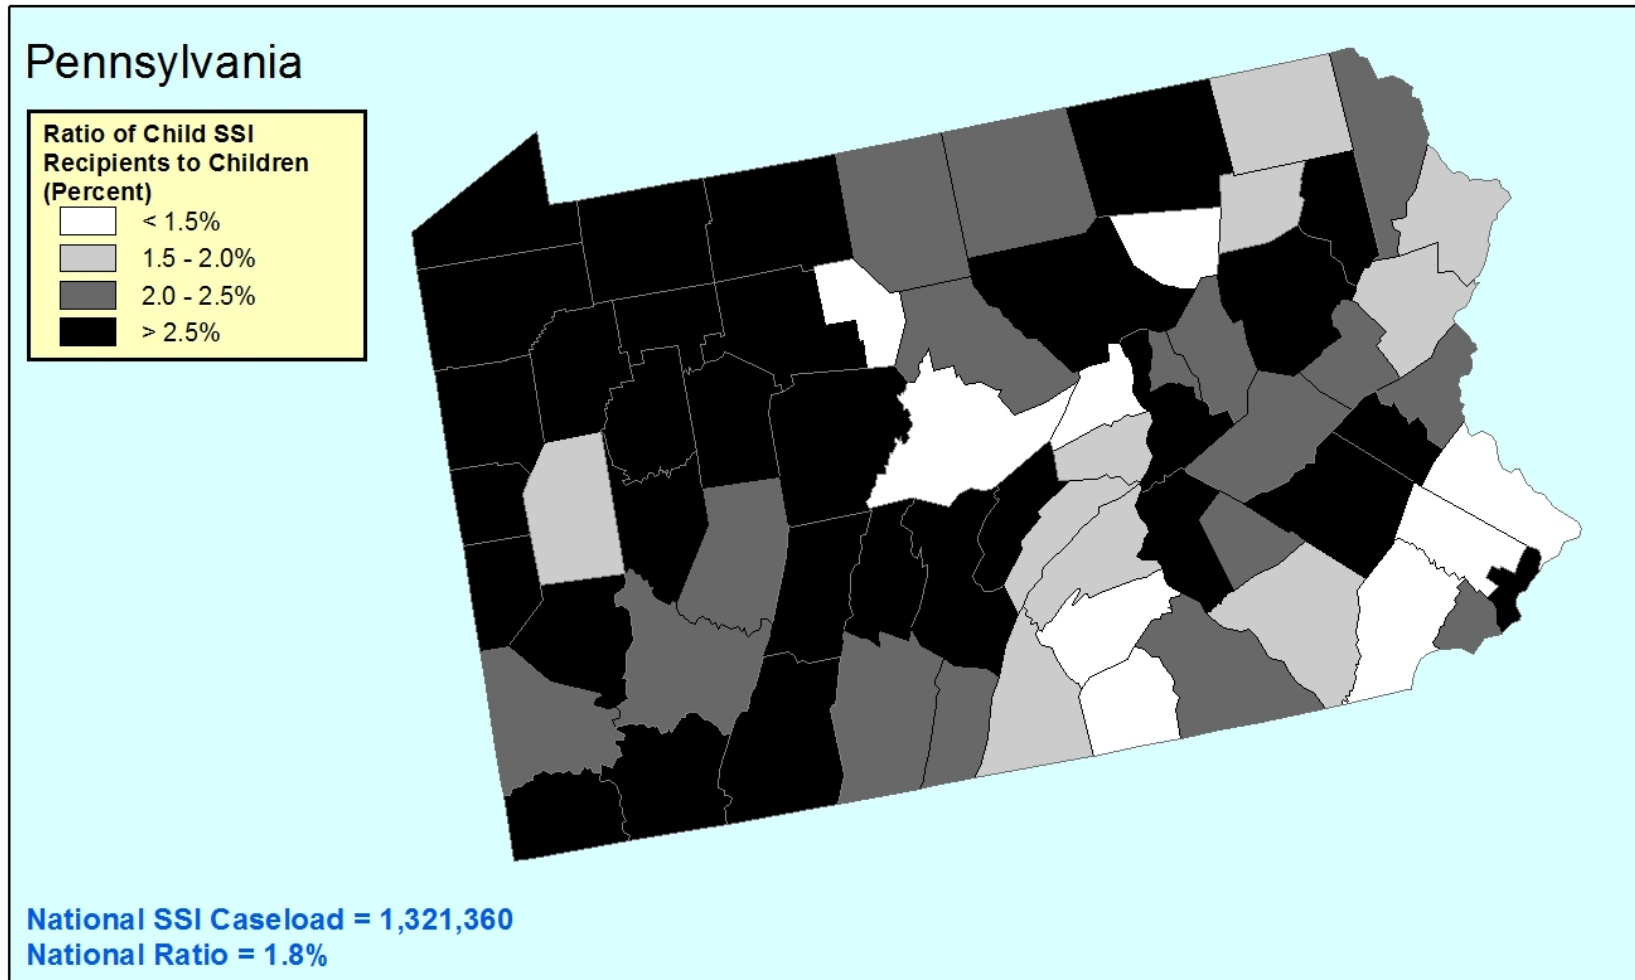 Pennsylvania
Ratio of Child SSI
Recipients to Children
(Percent)
< 1.5%
1.5 - 2.0%
2.0 - 2.5%
> 2.5%
National SSI Caseload = 1,321,360
National Ratio = 1.8%